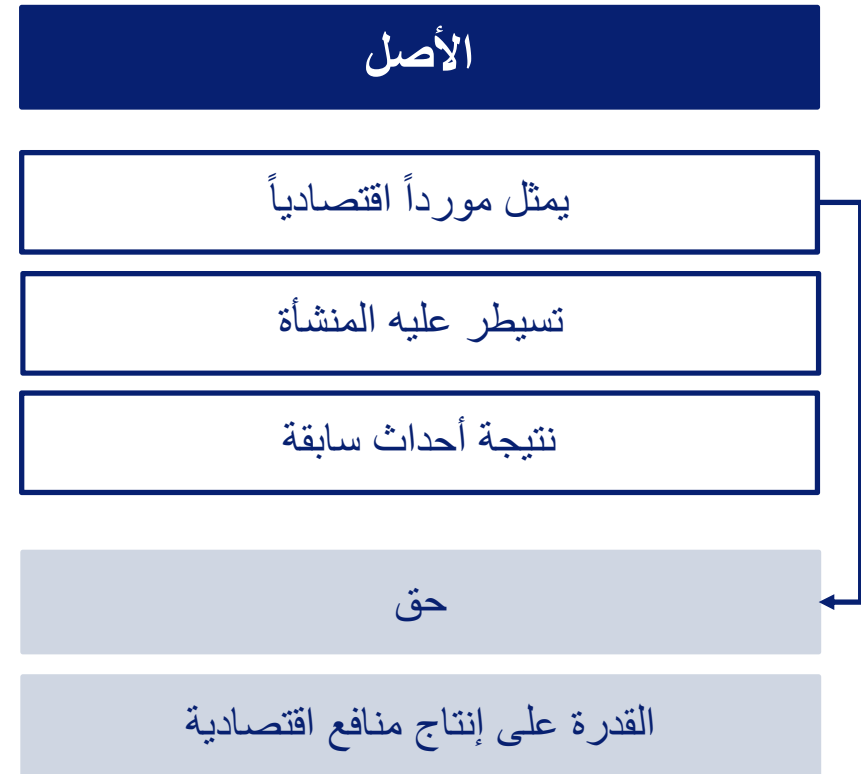 الأصل
يمثل مورداً اقتصادياً
تسيطر عليه المنشأة
نتيجة أحداث سابقة
حق
القدرة على إنتاج منافع اقتصادية